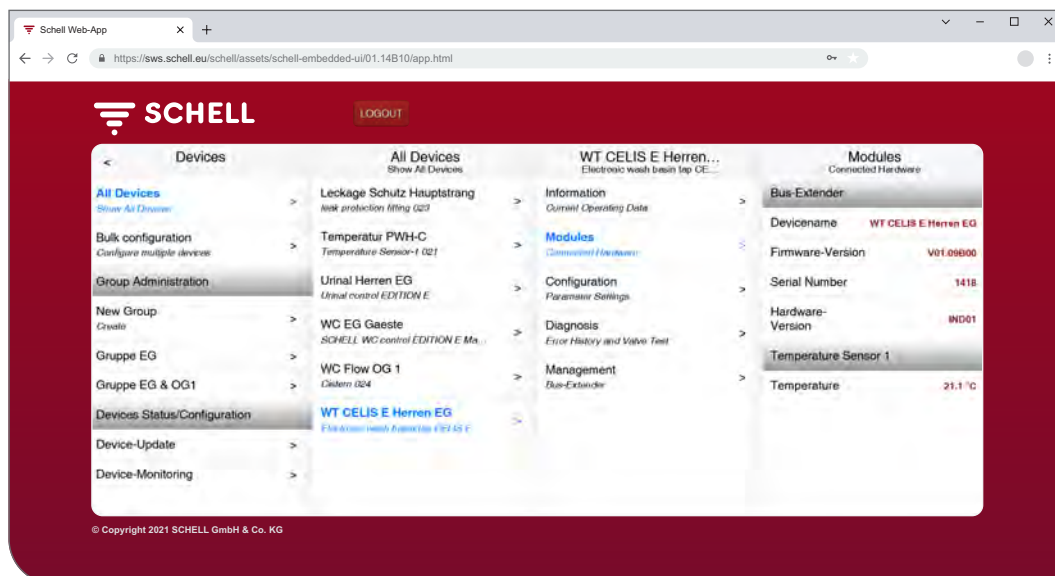 Schell Web-App
https://sws.schell.eu/schell/assets/schell-embedded-ui/01.14B10/app.html
SCHELL
LOGOUT
<
Devices
All Devices
Show All Devices
>
Bulk configuration
Configure multiple devices
>
Group Administration
New Group
Create
>
Gruppe EG
>
Gruppe EG & OG1
>
Devices Status/Configuration
Device-Update
>
Device-Monitoring
>
All Devices
Show All Devices
Leckage Schutz Hauptstrang
leak protection fitting 023
>
Temperatur PWH-C
Temperature Sensor-1 021
>
Urinal Herren EG
Urinal control EDITION E
>
WC EG Gaeste
SCHELL WC control EDITION E Ma...
>
WC Flow OG 1
Cistern 024
>
WT CELIS E Herren EG
Electronic wash basin tap CELIS E
>
WT CELIS E Herren...
Electronic wash basin tap CE...
Information
Current Operating Data
>
Modules
Connected Hardware
>
Configuration
Parameter Settings
>
Diagnosis
Error History and Valve Test
>
Management
Bus-Extender
>
Modules
Connected Hardware
Bus-Extender
Devicename WT CELIS E Herren EG
Firmware-Version V01.09B00
Serial Number 1418
Hardware-
Version IND01
Temperature Sensor 1
Temperature 21.1 °C
© Copyright 2021 SCHELL GmbH & Co. KG